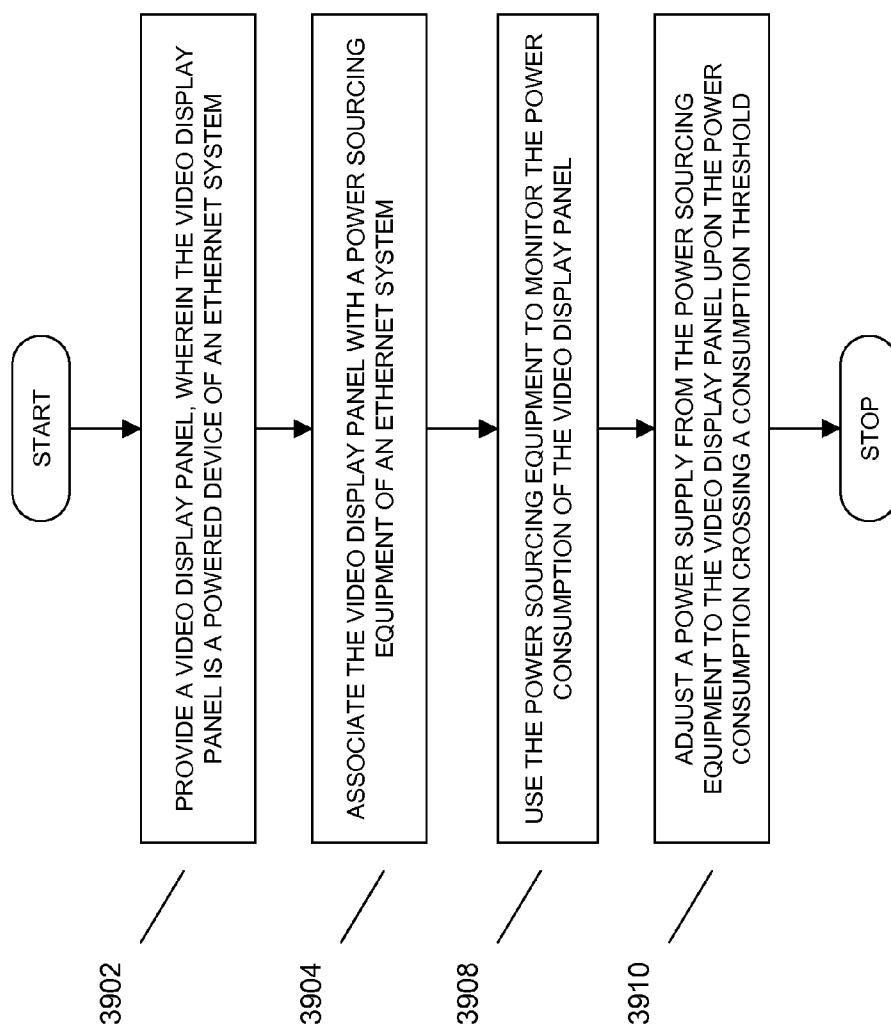 START
3902
PROVIDE A VIDEO DISPLAY PANEL, WHEREIN THE VIDEO DISPLAY
PANEL IS A POWERED DEVICE OF AN ETHERNET SYSTEM
3904
ASSOCIATE THE VIDEO DISPLAY PANEL WITH A POWER SOURCING
EQUIPMENT OF AN ETHERNET SYSTEM
3908
USE THE POWER SOURCING EQUIPMENT TO MONITOR THE POWER
CONSUMPTION OF THE VIDEO DISPLAY PANEL
3910
ADJUST A POWER SUPPLY FROM THE POWER SOURCING
EQUIPMENT TO THE VIDEO DISPLAY PANEL UPON THE POWER
CONSUMPTION CROSSING A CONSUMPTION THRESHOLD
STOP